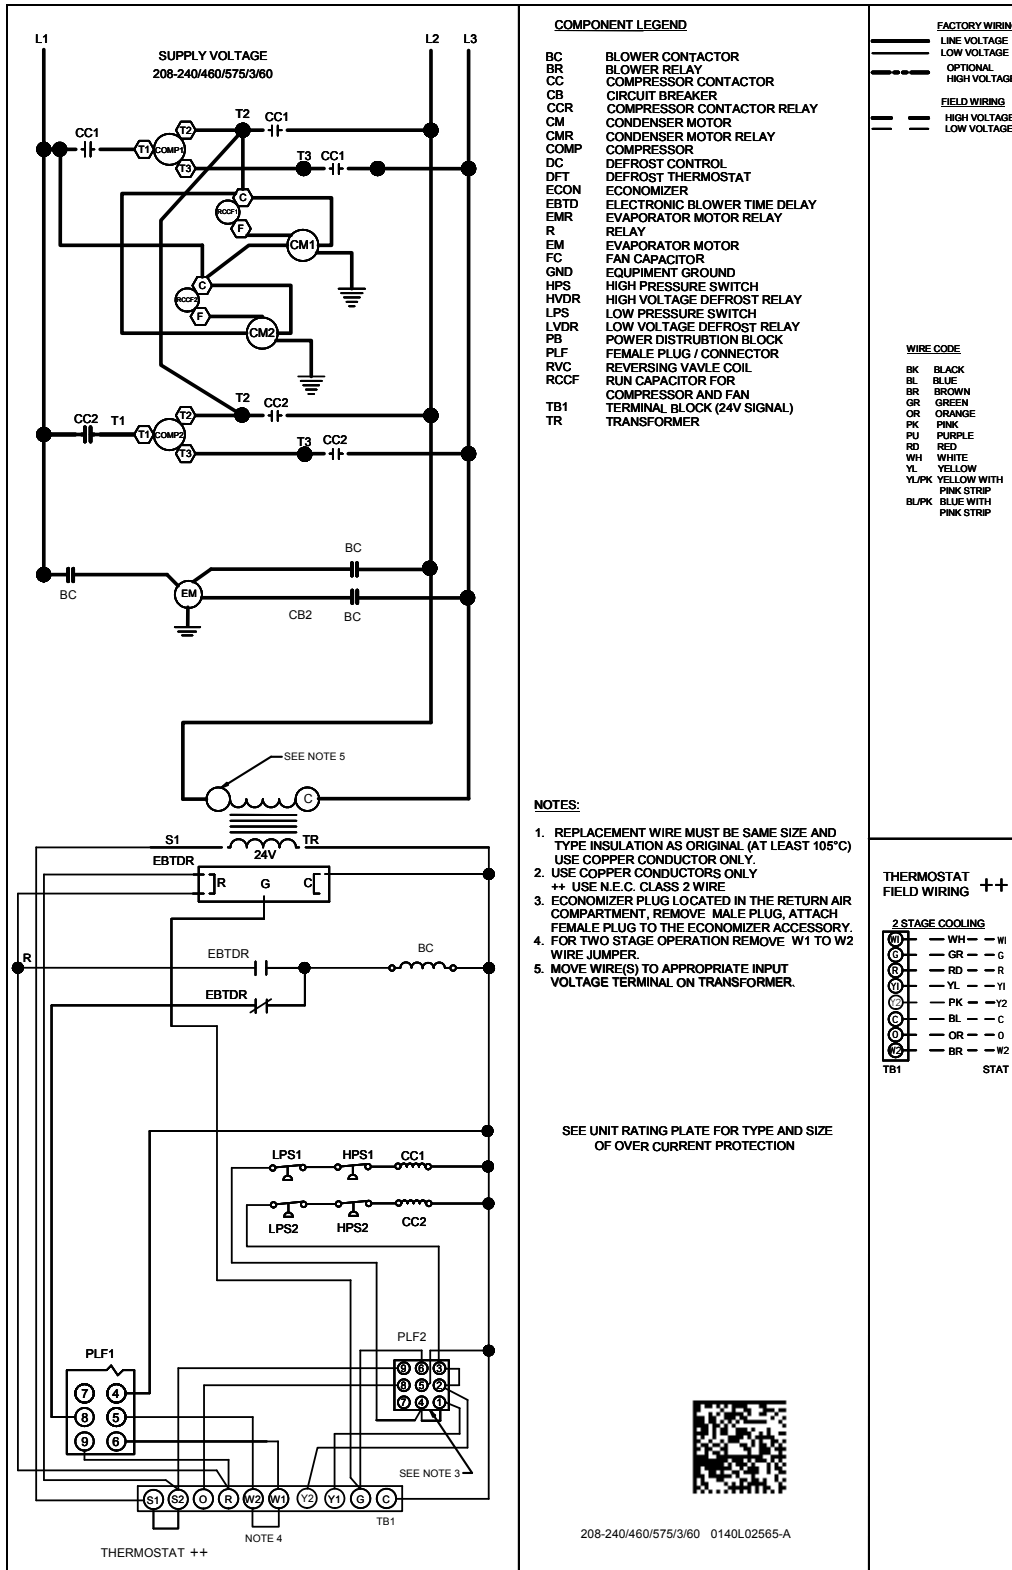 L1
SUPPLY VOLTAGE
208-240/460/575/3/60
L2 L3
T2 CC1
CC1
T1 COMP1 T2
T3
T3 CC1
C
RCCF1
F
CM1
C
RCCF2
F
CM2
T2 CC2
CC2 T1
T1 COMP2 T2
T3
T3 CC2
BC
BC
EM
CB2 BC
SEE NOTE 5
C
S1 TR
24V
EBTDR
R G C
R
EBTDR
BC
EBTDR
LPS1 HPS1 CC1
LPS2 HPS2 CC2
PLF1
7 4
8 5
9 6
PLF2
9 6 3
8 5 2
7 4 1
SEE NOTE 3
S1 S2 O R W2 W1 Y2 Y1 G C
TB1
NOTE 4
THERMOSTAT ++
COMPONENT LEGEND
BC BLOWER CONTACTOR
BR BLOWER RELAY
CC COMPRESSOR CONTACTOR
CB CIRCUIT BREAKER
CCR COMPRESSOR CONTACTOR RELAY
CM CONDENSER MOTOR
CMR CONDENSER MOTOR RELAY
COMP COMPRESSOR
DC DEFROST CONTROL
DFT DEFROST THERMOSTAT
ECON ECONOMIZER
EBTD ELECTRONIC BLOWER TIME DELAY
EMR EVAPORATOR MOTOR RELAY
R RELAY
EM EVAPORATOR MOTOR
FC FAN CAPACITOR
GND EQUPIMENT GROUND
HPS HIGH PRESSURE SWITCH
HVDR HIGH VOLTAGE DEFROST RELAY
LPS LOW PRESSURE SWITCH
LVDR LOW VOLTAGE DEFROST RELAY
PB POWER DISTRUBTION BLOCK
PLF FEMALE PLUG / CONNECTOR
RVC REVERSING VAVLE COIL
RCCF RUN CAPACITOR FOR
COMPRESSOR AND FAN
TB1 TERMINAL BLOCK (24V SIGNAL)
TR TRANSFORMER
NOTES:
1. REPLACEMENT WIRE MUST BE SAME SIZE AND
TYPE INSULATION AS ORIGINAL (AT LEAST 105°C)
USE COPPER CONDUCTOR ONLY.
2. USE COPPER CONDUCTORS ONLY
++ USE N.E.C. CLASS 2 WIRE
3. ECONOMIZER PLUG LOCATED IN THE RETURN AIR
COMPARTMENT, REMOVE MALE PLUG, ATTACH
FEMALE PLUG TO THE ECONOMIZER ACCESSORY.
4. FOR TWO STAGE OPERATION REMOVE W1 TO W2
WIRE JUMPER.
5. MOVE WIRE(S) TO APPROPRIATE INPUT
VOLTAGE TERMINAL ON TRANSFORMER.
SEE UNIT RATING PLATE FOR TYPE AND SIZE
OF OVER CURRENT PROTECTION
208-240/460/575/3/60 0140L02565-A
FACTORY WIRIN
LINE VOLTAGE
LOW VOLTAGE
OPTIONAL
HIGH VOLTAGE
FIELD WIRING
HIGH VOLTAGE
LOW VOLTAGE
WIRE CODE
BK BLACK
BL BLUE
BR BROWN
GR GREEN
OR ORANGE
PK PINK
PU PURPLE
RD RED
WH WHITE
YL YELLOW
YL/PK YELLOW WITH
PINK STRIP
BL/PK BLUE WITH
PINK STRIP
THERMOSTAT
FIELD WIRING ++
2 STAGE COOLING
W1 WH W1
G GR G
R RD R
Y1 YL Y1
Y2 PK Y2
C BL C
O OR O
W2 BR W2
TB1 STAT